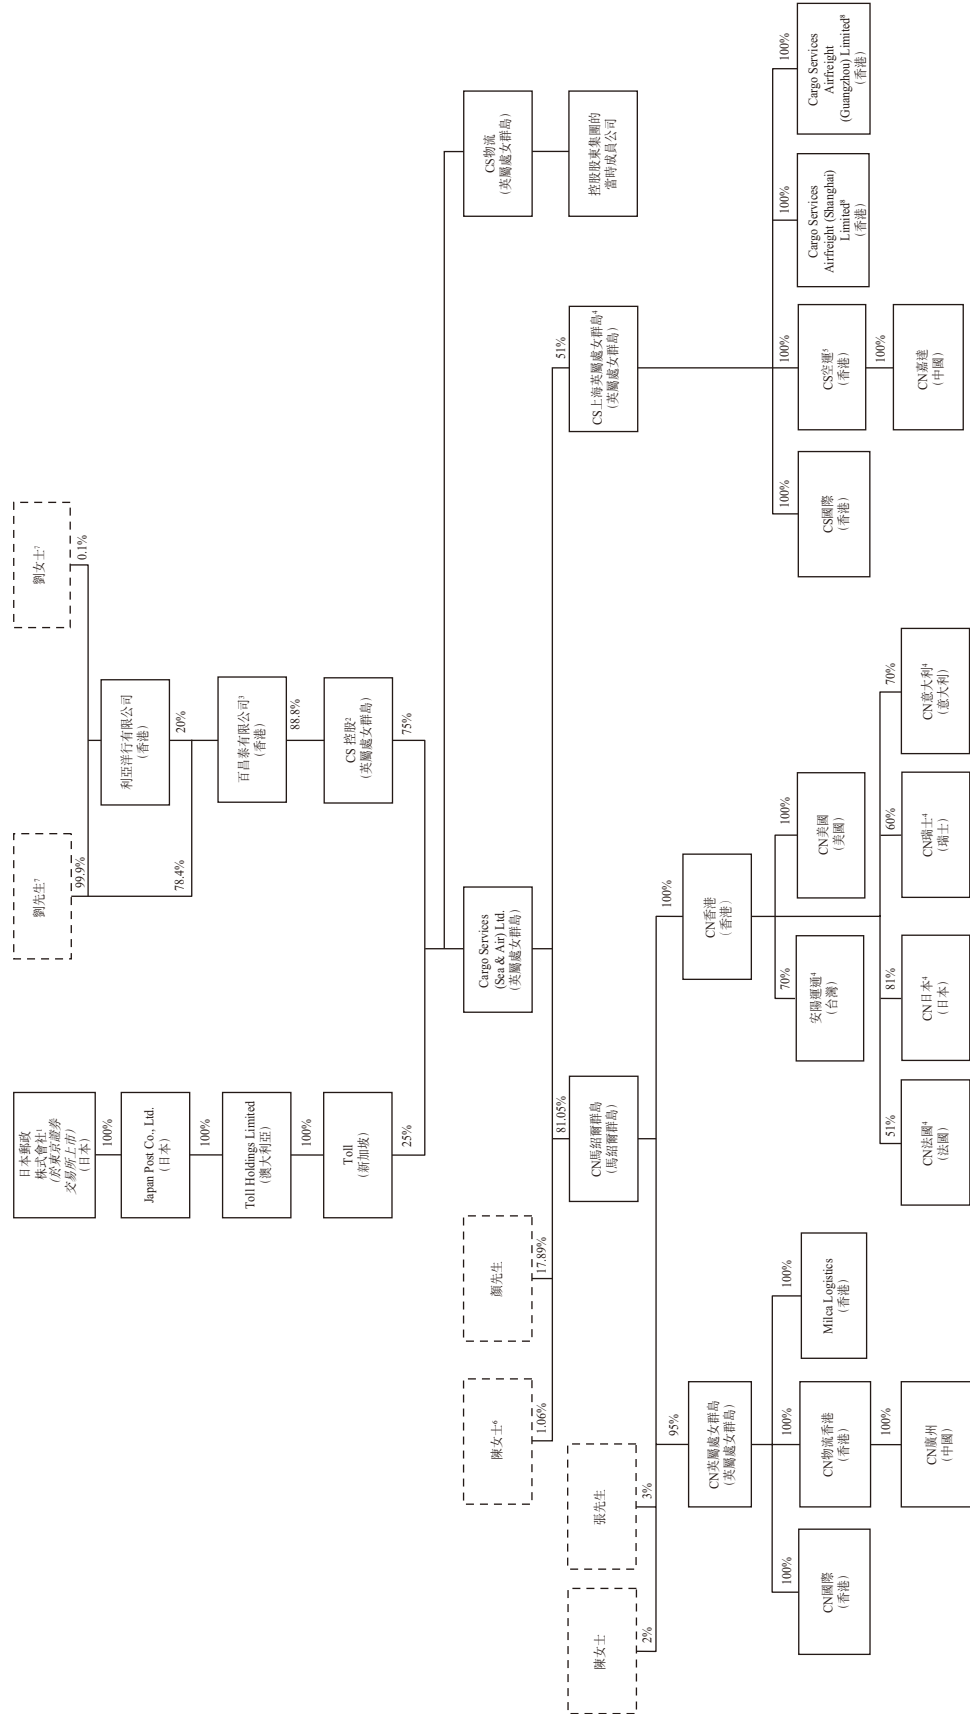 日本郵政
株式會社¹
(於東京證券
交易所上市)
(日本)
100%
Japan Post Co., Ltd.
(日本)
100%
Toll Holdings Limited
(澳大利亞)
100%
Toll
(新加坡)
25%
劉先生⁷
99.9%
劉女士⁷
0.1%
利亞洋行有限公司
(香港)
78.4%
20%
百昌泰有限公司³
(香港)
88.8%
CS 控股²
(英屬處女群島)
75%
陳女士⁶
1.06%
顏先生
17.89%
Cargo Services
(Sea & Air) Ltd.
(英屬處女群島)
CS物流
(英屬處女群島)
控股股東集團的
當時成員公司
81.05%
51%
陳女士
2%
張先生
3%
CN馬紹爾群島
(馬紹爾群島)
CS上海英屬處女群島⁴
(英屬處女群島)
95%
CN英屬處女群島
(英屬處女群島)
100%
CN香港
(香港)
100%
CN國際
(香港)
100%
CN物流香港
(香港)
100%
Milca Logistics
(香港)
100%
CN廣州
(中國)
70%
安陽運通⁴
(台灣)
100%
CN美國
(美國)
51%
CN法國⁴
(法國)
81%
CN日本⁴
(日本)
60%
CN瑞士⁴
(瑞士)
70%
CN意大利⁴
(意大利)
100%
CS國際
(香港)
100%
CS空運⁵
(香港)
100%
Cargo Services
Airfreight (Shanghai)
Limited⁸
(香港)
100%
Cargo Services
Airfreight
(Guangzhou) Limited⁸
(香港)
100%
CN嘉達
(中國)